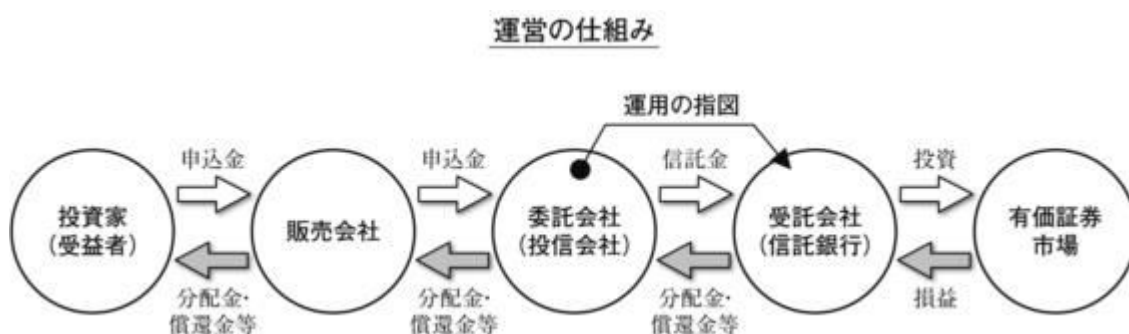 運営の仕組み
運用の指図
申込金
申込金
信託金
投資
投資家
（受益者）
販売会社
委託会社
（投信会社）
受託会社
（信託銀行）
有価証券
市場
分配金・
償還金等
分配金・
償還金等
分配金・
償還金等
損益